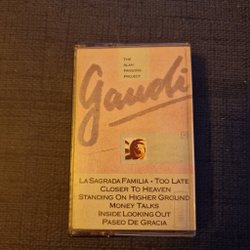 THE
ALAN
PARSONS
PROJECT
gaudi
LA SAGRADA FAMILIA • TOO LATE
CLOSER TO HEAVEN
STANDING ON HIGHER GROUND
MONEY TALKS
INSIDE LOOKING OUT
PASEO DE GRACIA